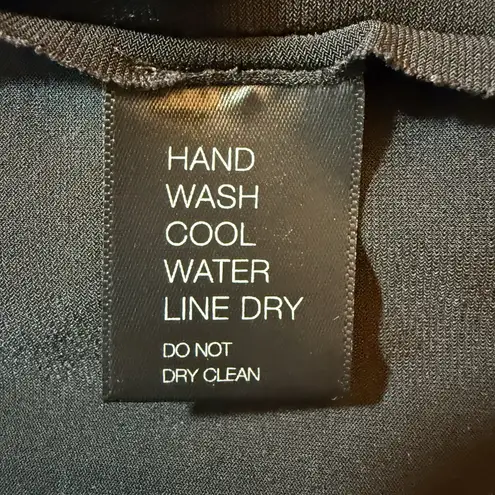 HAND
WASH
COOL
WATER
LINE DRY
DO NOT
DRY CLEAN